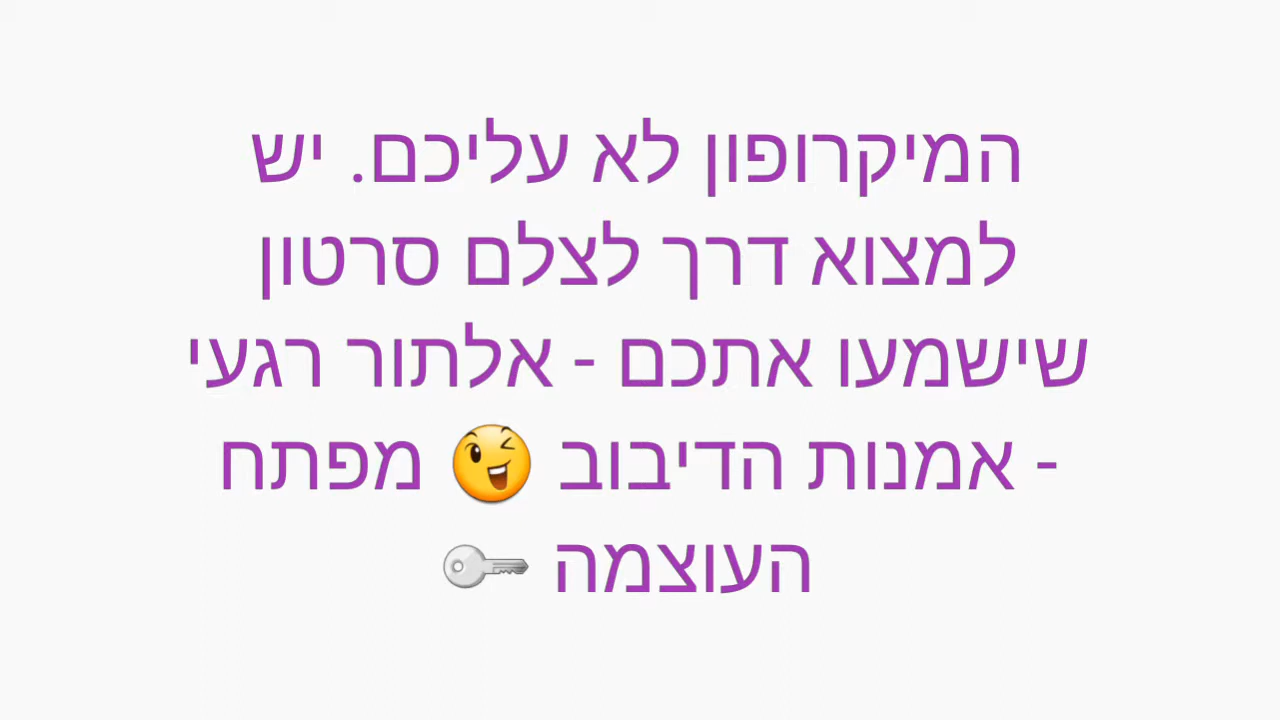 המיקרופון לא עליכם. יש
למצוא דרך לצלם סרטון
שישמעו אתכם - אלתור רגעי
- אמנות הדיבוב 😉 מפתח
העוצמה 🔑